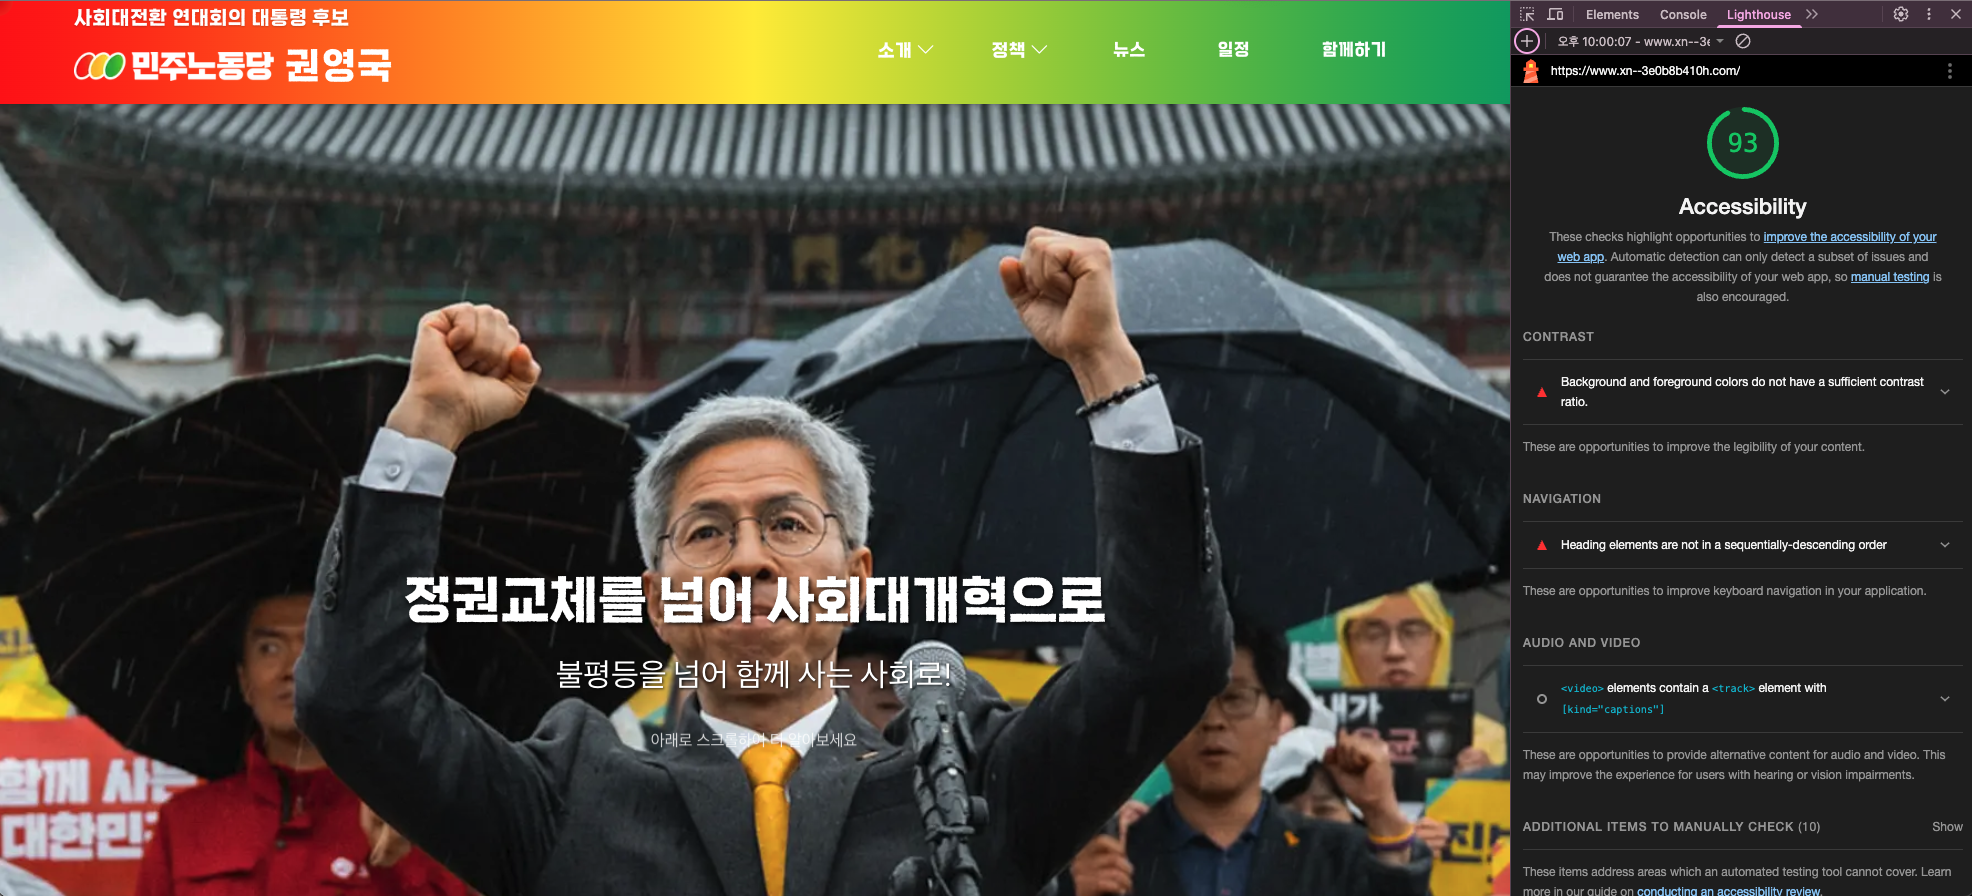 사회대전환 연대회의 대통령 후보
민주노동당 권영국
소개
정책
뉴스
일정
함께하기
정권교체를 넘어 사회대개혁으로
불평등을 넘어 함께 사는 사회로!
아래로 스크롤하여 더 알아보세요
함께 사는
대한민
내가
진보
Elements
Console
Lighthouse
오후 10:00:07 - www.xn--3e
https://www.xn--3e0b8b410h.com/
93
Accessibility
These checks highlight opportunities to improve the accessibility of your
web app. Automatic detection can only detect a subset of issues and
does not guarantee the accessibility of your web app, so manual testing is
also encouraged.
CONTRAST
Background and foreground colors do not have a sufficient contrast
ratio.
These are opportunities to improve the legibility of your content.
NAVIGATION
Heading elements are not in a sequentially-descending order
These are opportunities to improve keyboard navigation in your application.
AUDIO AND VIDEO
<video> elements contain a <track> element with
[kind="captions"]
These are opportunities to provide alternative content for audio and video. This
may improve the experience for users with hearing or vision impairments.
ADDITIONAL ITEMS TO MANUALLY CHECK (10)
Show
These items address areas which an automated testing tool cannot cover. Learn
more in our guide on conducting an accessibility review.